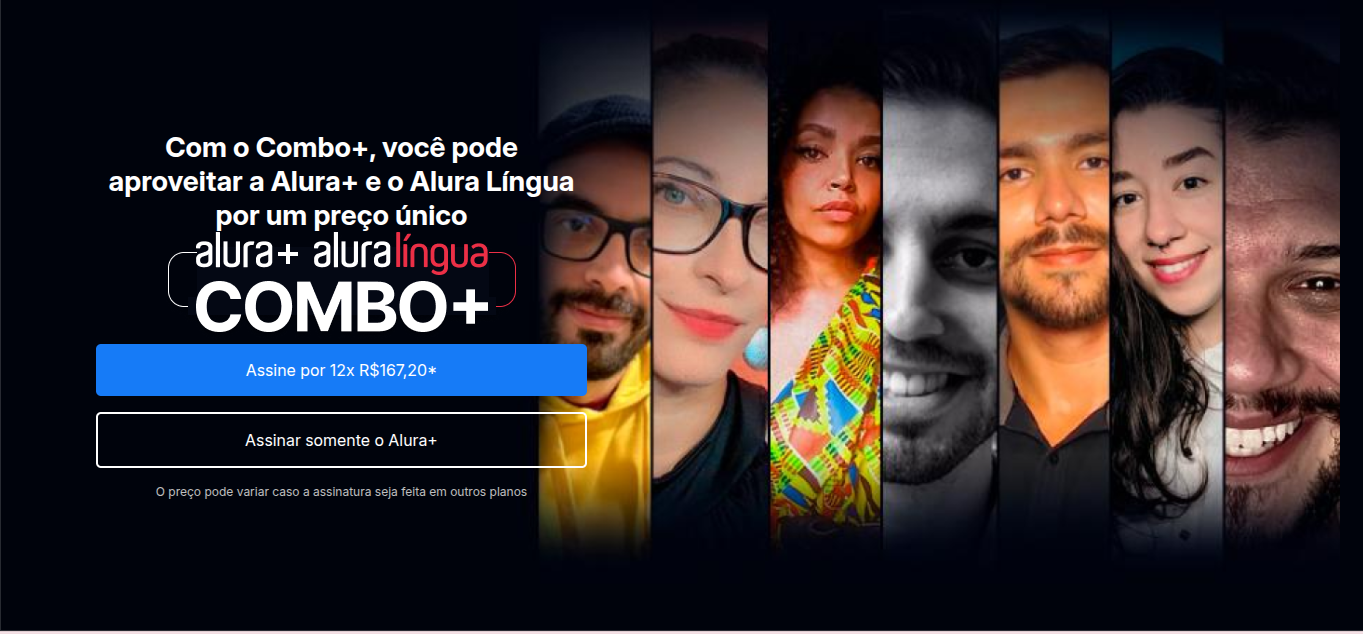 Com o Combo+, você pode
aproveitar a Alura+ e o Alura Língua
por um preço único
alura+ aluralíngua
COMBO+
Assine por 12x R$167,20*
Assinar somente o Alura+
O preço pode variar caso a assinatura seja feita em outros planos